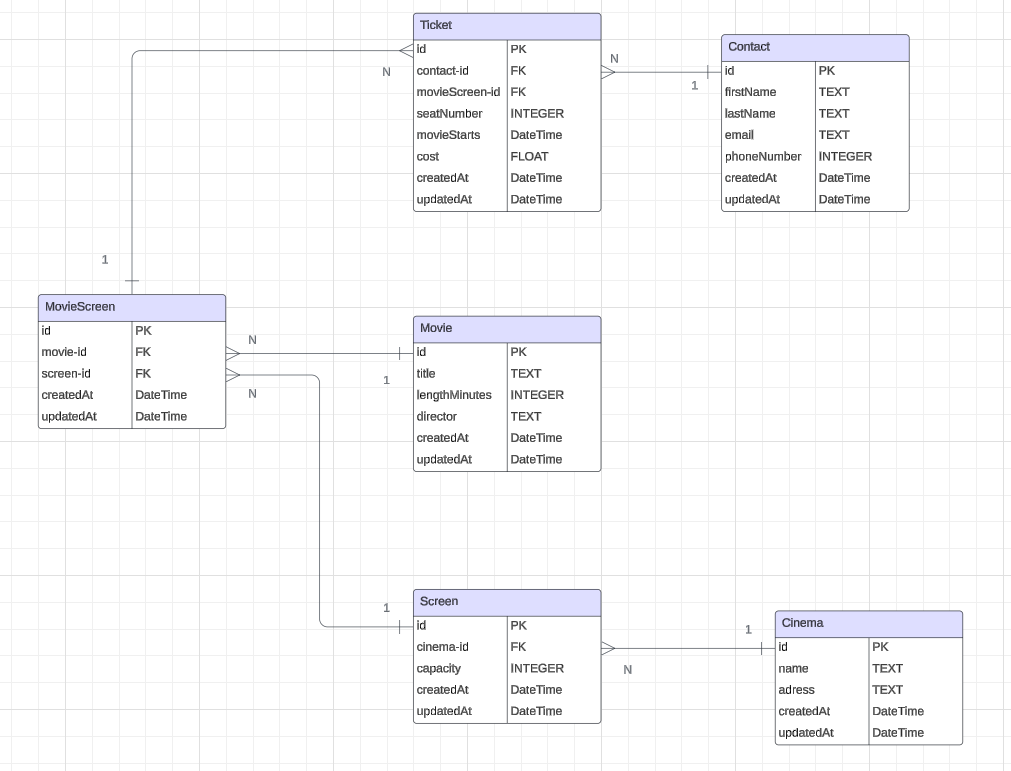 Ticket
id PK
contact-id FK
movieScreen-id FK
seatNumber INTEGER
movieStarts DateTime
cost FLOAT
createdAt DateTime
updatedAt DateTime
N
1
N
Contact
id PK
firstName TEXT
lastName TEXT
email TEXT
phoneNumber INTEGER
createdAt DateTime
updatedAt DateTime
1
MovieScreen
id PK
movie-id FK
screen-id FK
createdAt DateTime
updatedAt DateTime
N
1
N
Movie
id PK
title TEXT
lengthMinutes INTEGER
director TEXT
createdAt DateTime
updatedAt DateTime
1
Screen
id PK
cinema-id FK
capacity INTEGER
createdAt DateTime
updatedAt DateTime
1
N
Cinema
id PK
name TEXT
adress TEXT
createdAt DateTime
updatedAt DateTime